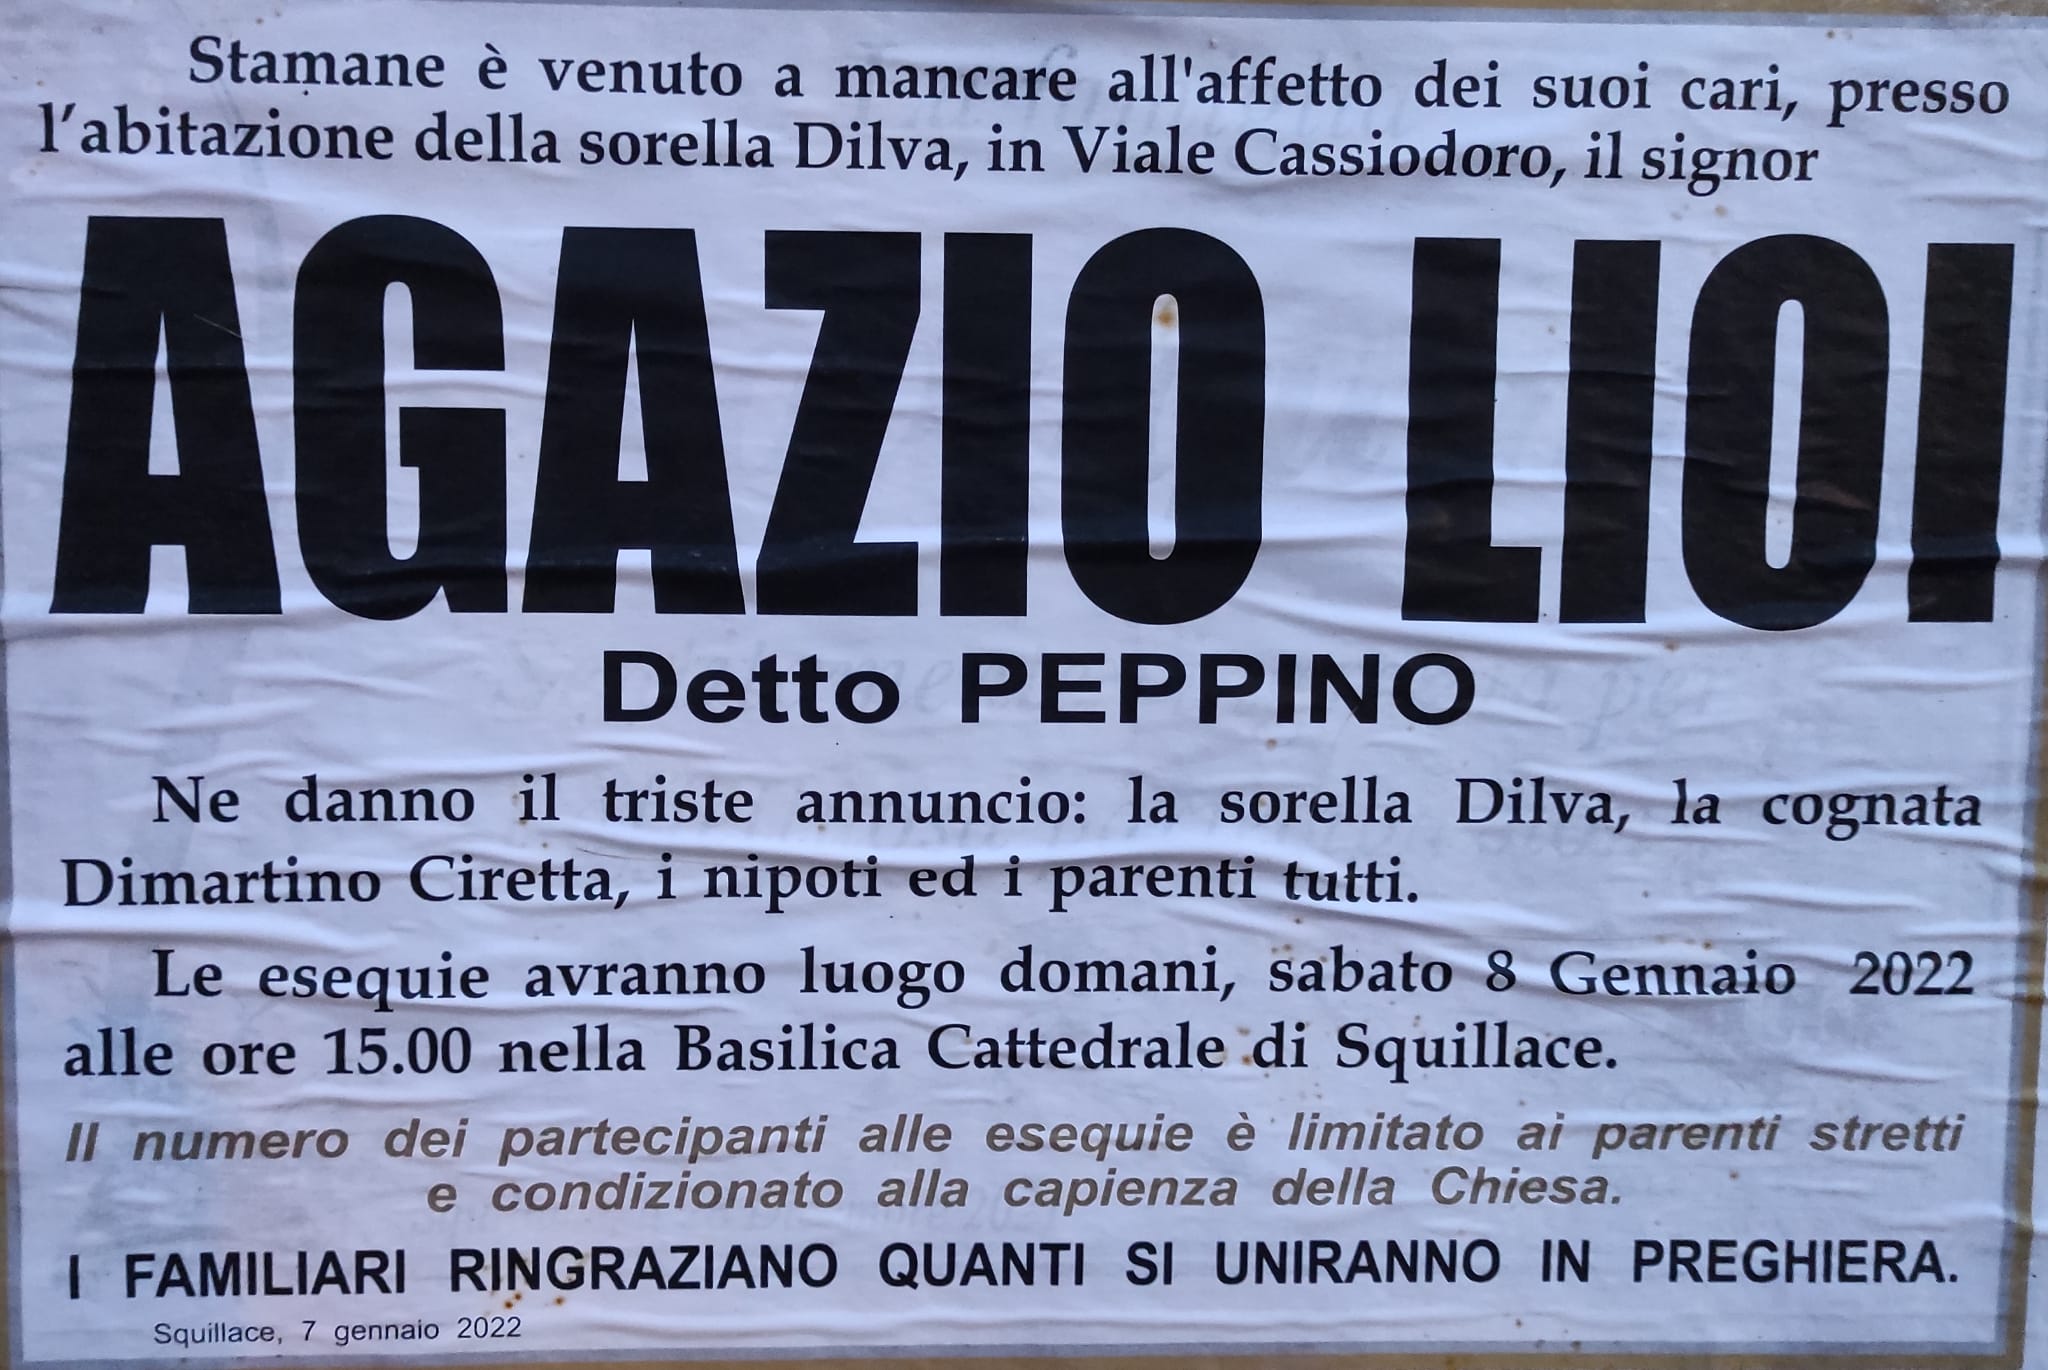 Stamane è venuto a mancare all'affetto dei suoi cari, presso
l'abitazione della sorella Dilva, in Viale Cassiodoro, il signor
AGAZIO LIOI
Detto PEPPINO
Ne danno il triste annuncio: la sorella Dilva, la cognata
Dimartino Ciretta, i nipoti ed i parenti tutti.
Le esequie avranno luogo domani, sabato 8 Gennaio 2022
alle ore 15.00 nella Basilica Cattedrale di Squillace.
Il numero dei partecipanti alle esequie è limitato ai parenti stretti
e condizionato alla capienza della Chiesa.
I FAMILIARI RINGRAZIANO QUANTI SI UNIRANNO IN PREGHIERA.
Squillace, 7 gennaio 2022